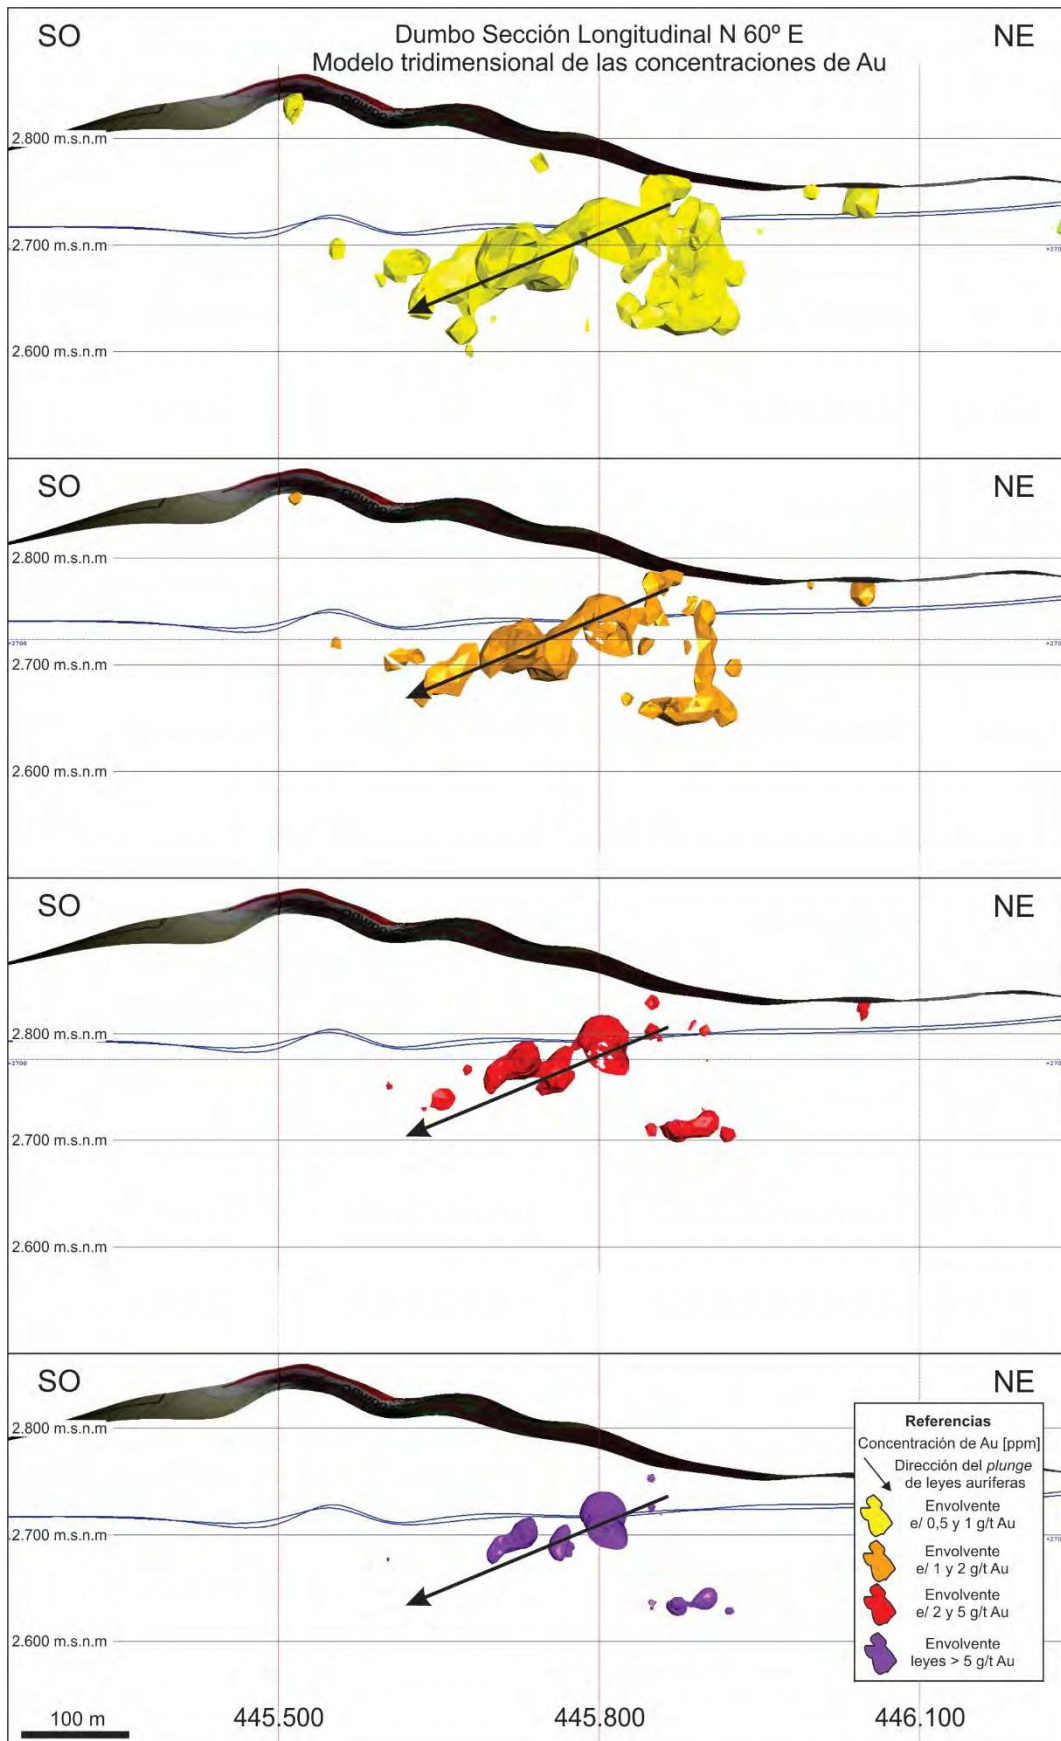 SO
Dumbo Sección Longitudinal N 60º E
NE
Modelo tridimensional de las concentraciones de Au
2.800 m.s.n.m
2.700 m.s.n.m
2.600 m.s.n.m
SO
NE
2.800 m.s.n.m
+2700
2.700 m.s.n.m
2.600 m.s.n.m
SO
NE
2.800 m.s.n.m
+2700
2.700 m.s.n.m
2.600 m.s.n.m
SO
NE
2.800 m.s.n.m
2.700 m.s.n.m
2.600 m.s.n.m
Referencias
Concentración de Au [ppm]
Dirección del plunge
de leyes auríferas
Envolvente
e/ 0,5 y 1 g/t Au
Envolvente
e/ 1 y 2 g/t Au
Envolvente
e/ 2 y 5 g/t Au
Envolvente
leyes > 5 g/t Au
100 m
445.500
445.800
446.100